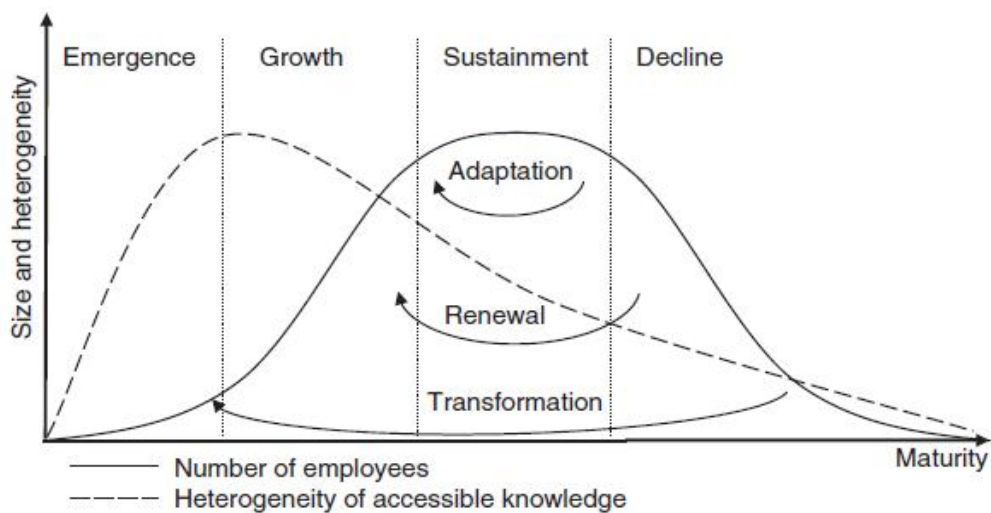 Emergence Growth Sustainment Decline
Size and heterogeneity
Adaptation
Renewal
Transformation
Maturity
Number of employees
Heterogeneity of accessible knowledge